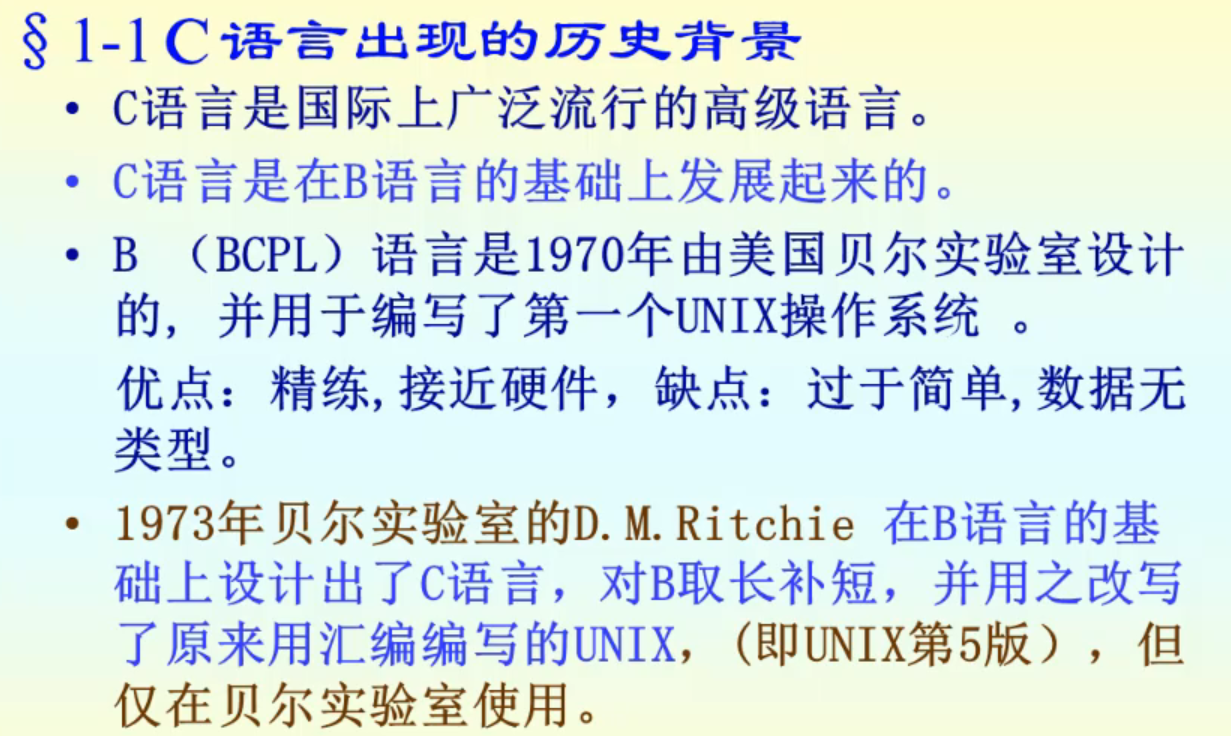 §1-1 C语言出现的历史背景
• C语言是国际上广泛流行的高级语言。
• C语言是在B语言的基础上发展起来的。
• B （BCPL）语言是1970年由美国贝尔实验室设计
的, 并用于编写了第一个UNIX操作系统 。
优点: 精练,接近硬件，缺点: 过于简单,数据无
类型。
• 1973年贝尔实验室的D.M.Ritchie 在B语言的基
础上设计出了C语言，对B取长补短，并用之改写
了原来用汇编编写的UNIX，(即UNIX第5版），但
仅在贝尔实验室使用。